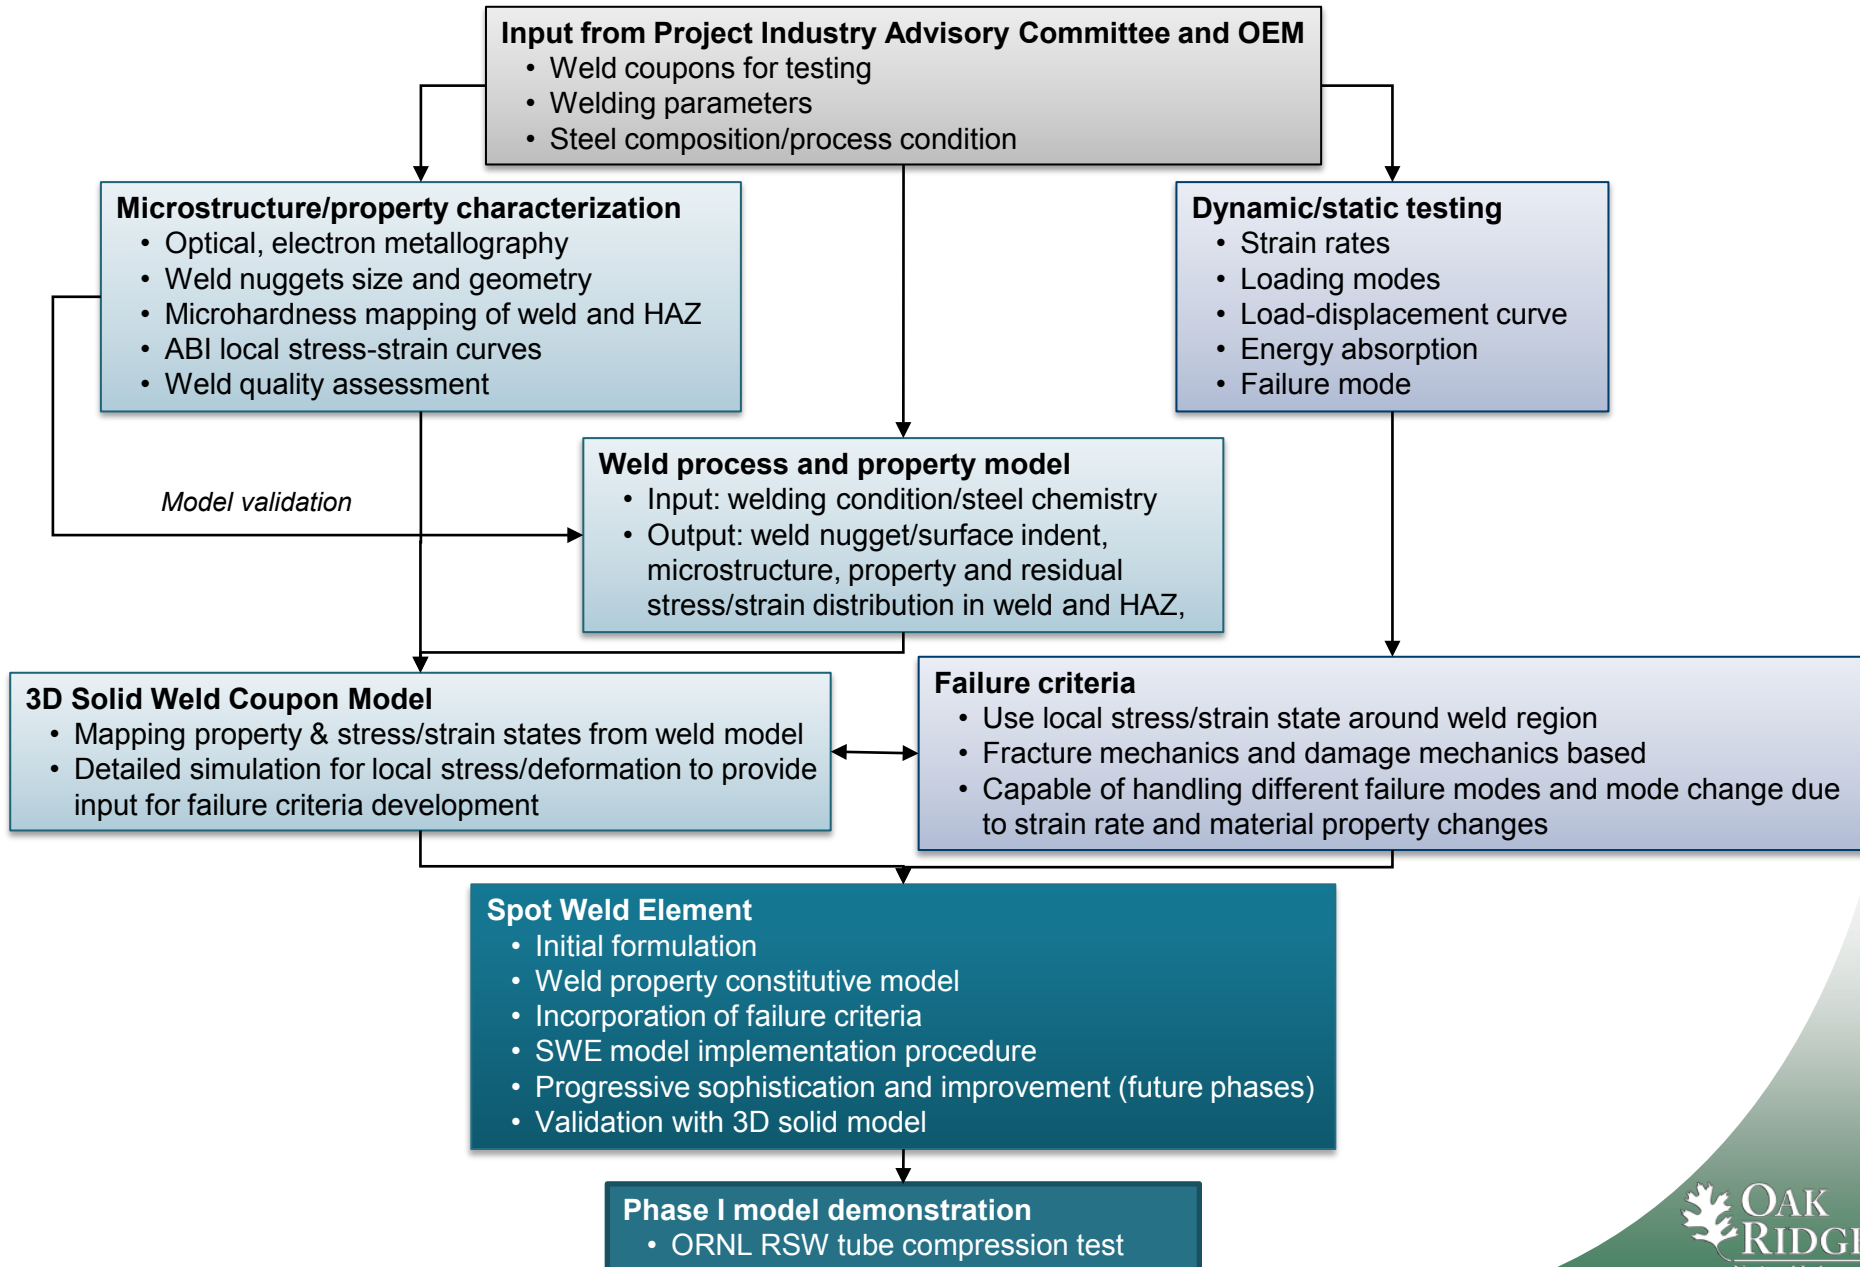 Input from Project Industry Advisory Committee and OEM
• Weld coupons for testing
• Welding parameters
• Steel composition/process condition
Microstructure/property characterization
• Optical, electron metallography
• Weld nuggets size and geometry
• Microhardness mapping of weld and HAZ
• ABI local stress-strain curves
• Weld quality assessment
Dynamic/static testing
• Strain rates
• Loading modes
• Load-displacement curve
• Energy absorption
• Failure mode
Model validation
Weld process and property model
• Input: welding condition/steel chemistry
• Output: weld nugget/surface indent,
microstructure, property and residual
stress/strain distribution in weld and HAZ,
3D Solid Weld Coupon Model
• Mapping property & stress/strain states from weld model
• Detailed simulation for local stress/deformation to provide
input for failure criteria development
Failure criteria
• Use local stress/strain state around weld region
• Fracture mechanics and damage mechanics based
• Capable of handling different failure modes and mode change due
to strain rate and material property changes
Spot Weld Element
• Initial formulation
• Weld property constitutive model
• Incorporation of failure criteria
• SWE model implementation procedure
• Progressive sophistication and improvement (future phases)
• Validation with 3D solid model
Phase I model demonstration
• ORNL RSW tube compression test
OAK
RIDGE